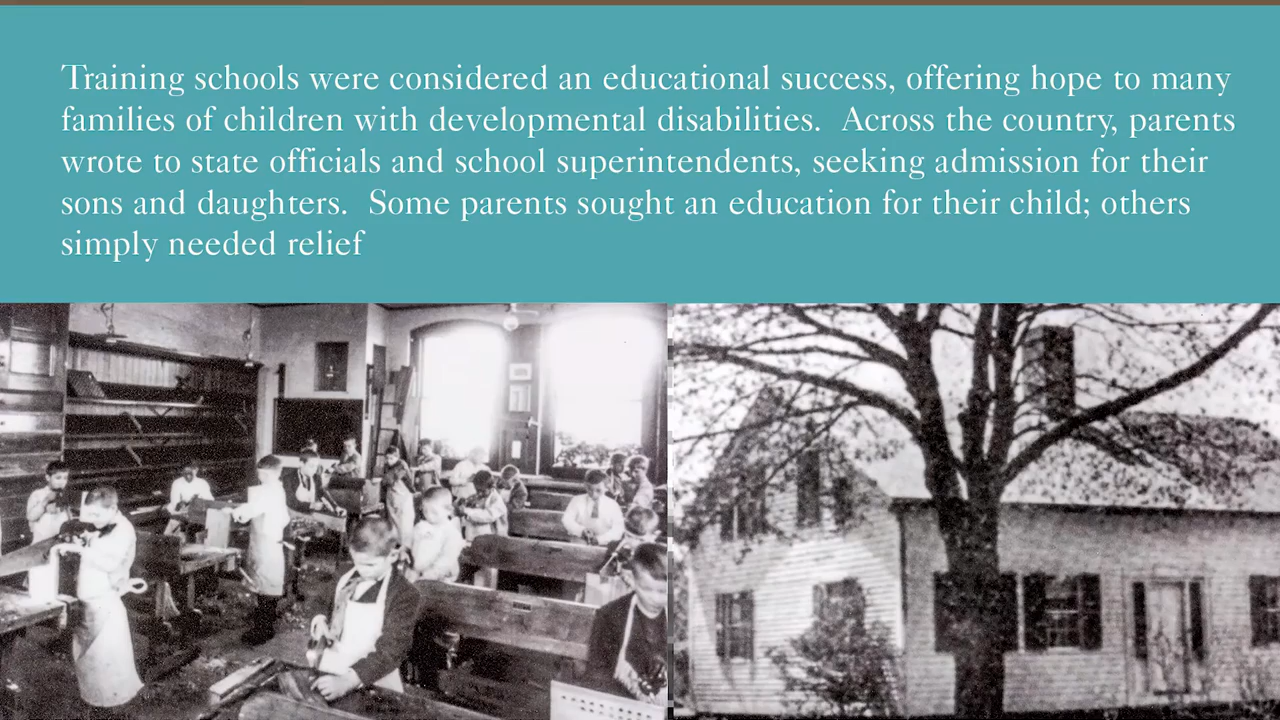 Training schools were considered an educational success, offering hope to many
families of children with developmental disabilities.  Across the country, parents
wrote to state officials and school superintendents, seeking admission for their
sons and daughters.  Some parents sought an education for their child; others
simply needed relief